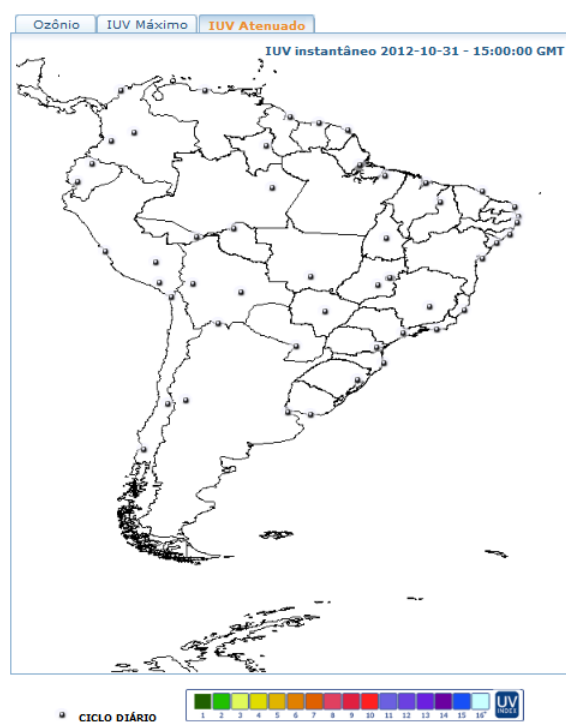 Ozônio IUV Máximo IUV Atenuado
IUV instantâneo 2012-10-31 - 15:00:00 GMT
CICLO DIÁRIO
1 2 3 4 5 6 7 8 9 10 11 12 13 14 15 16+
UV
INDEX